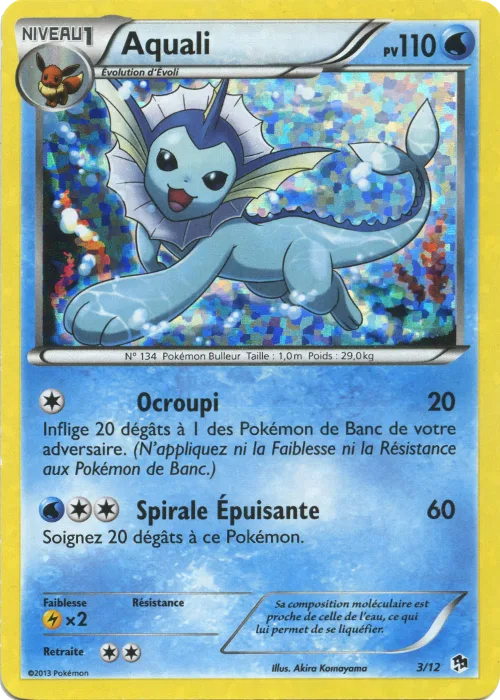 NIVEAU1
Aquali
PV110
Évolution d'Évoli
N° 134 Pokémon Bulleur Taille : 1,0m Poids : 29,0kg
Ocroupi 20
Inflige 20 dégâts à 1 des Pokémon de Banc de votre
adversaire. (N'appliquez ni la Faiblesse ni la Résistance
aux Pokémon de Banc.)
Spirale Épuisante 60
Soignez 20 dégâts à ce Pokémon.
Faiblesse Résistance
×2
Retraite
Sa composition moléculaire est
proche de celle de l'eau, ce qui
lui permet de se liquéfier.
©2013 Pokémon
Illus. Akira Komayama
3/12